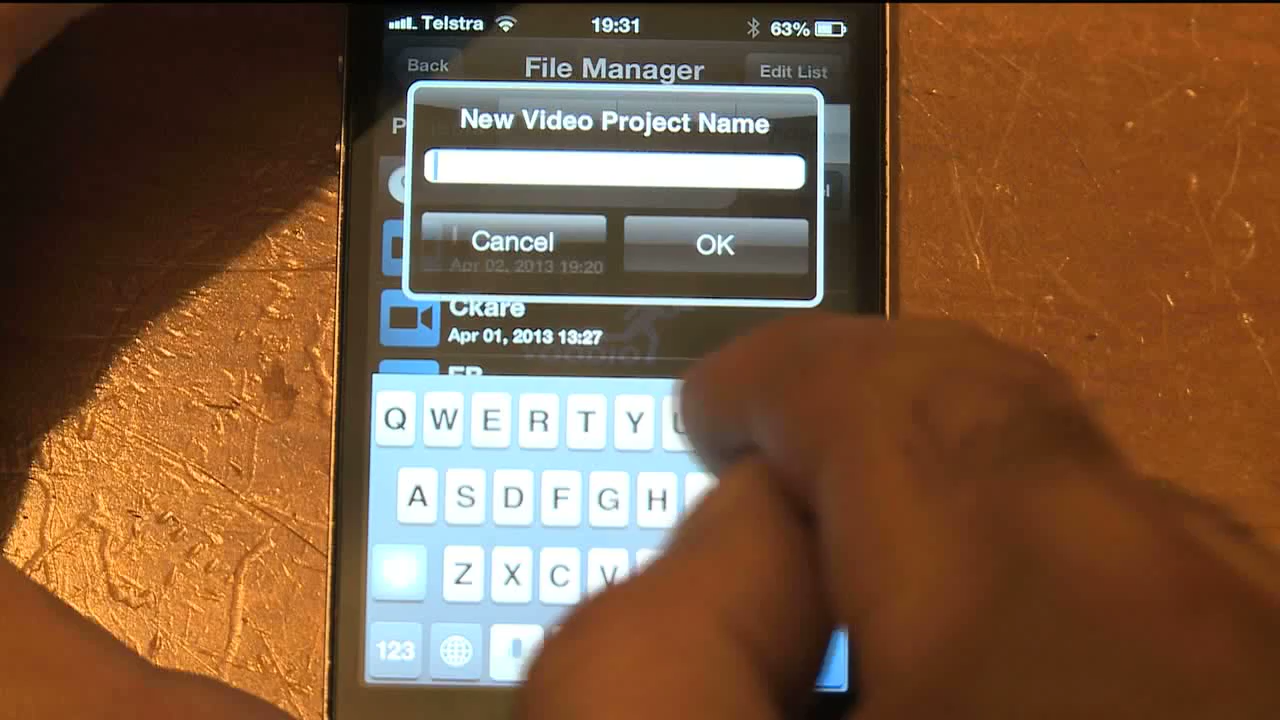 Telstra 19:31 63%
Back File Manager Edit List
New Video Project Name
Cancel OK
Apr 02, 2013 19:20
Ckare
Apr 01, 2013 13:27
Q W E R T Y U
A S D F G H
Z X C V
123